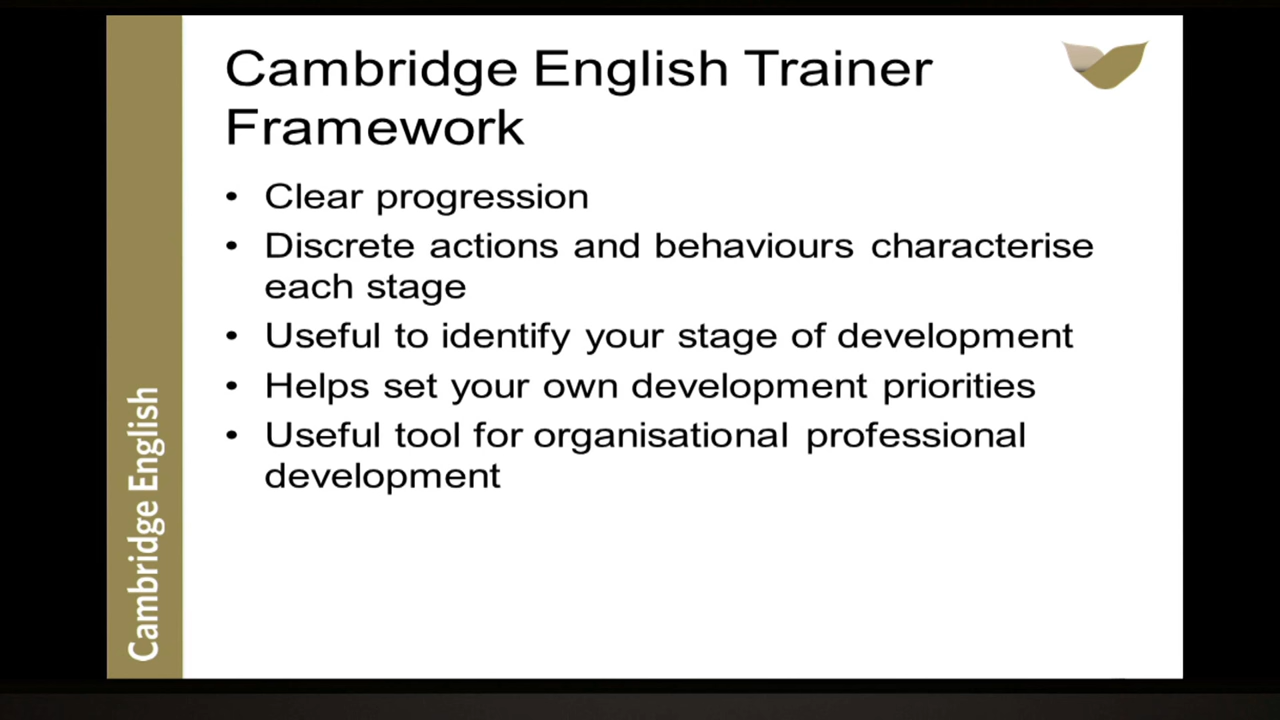 Cambridge English Trainer
Framework
• Clear progression
• Discrete actions and behaviours characterise
each stage
• Useful to identify your stage of development
• Helps set your own development priorities
• Useful tool for organisational professional
development
Cambridge English